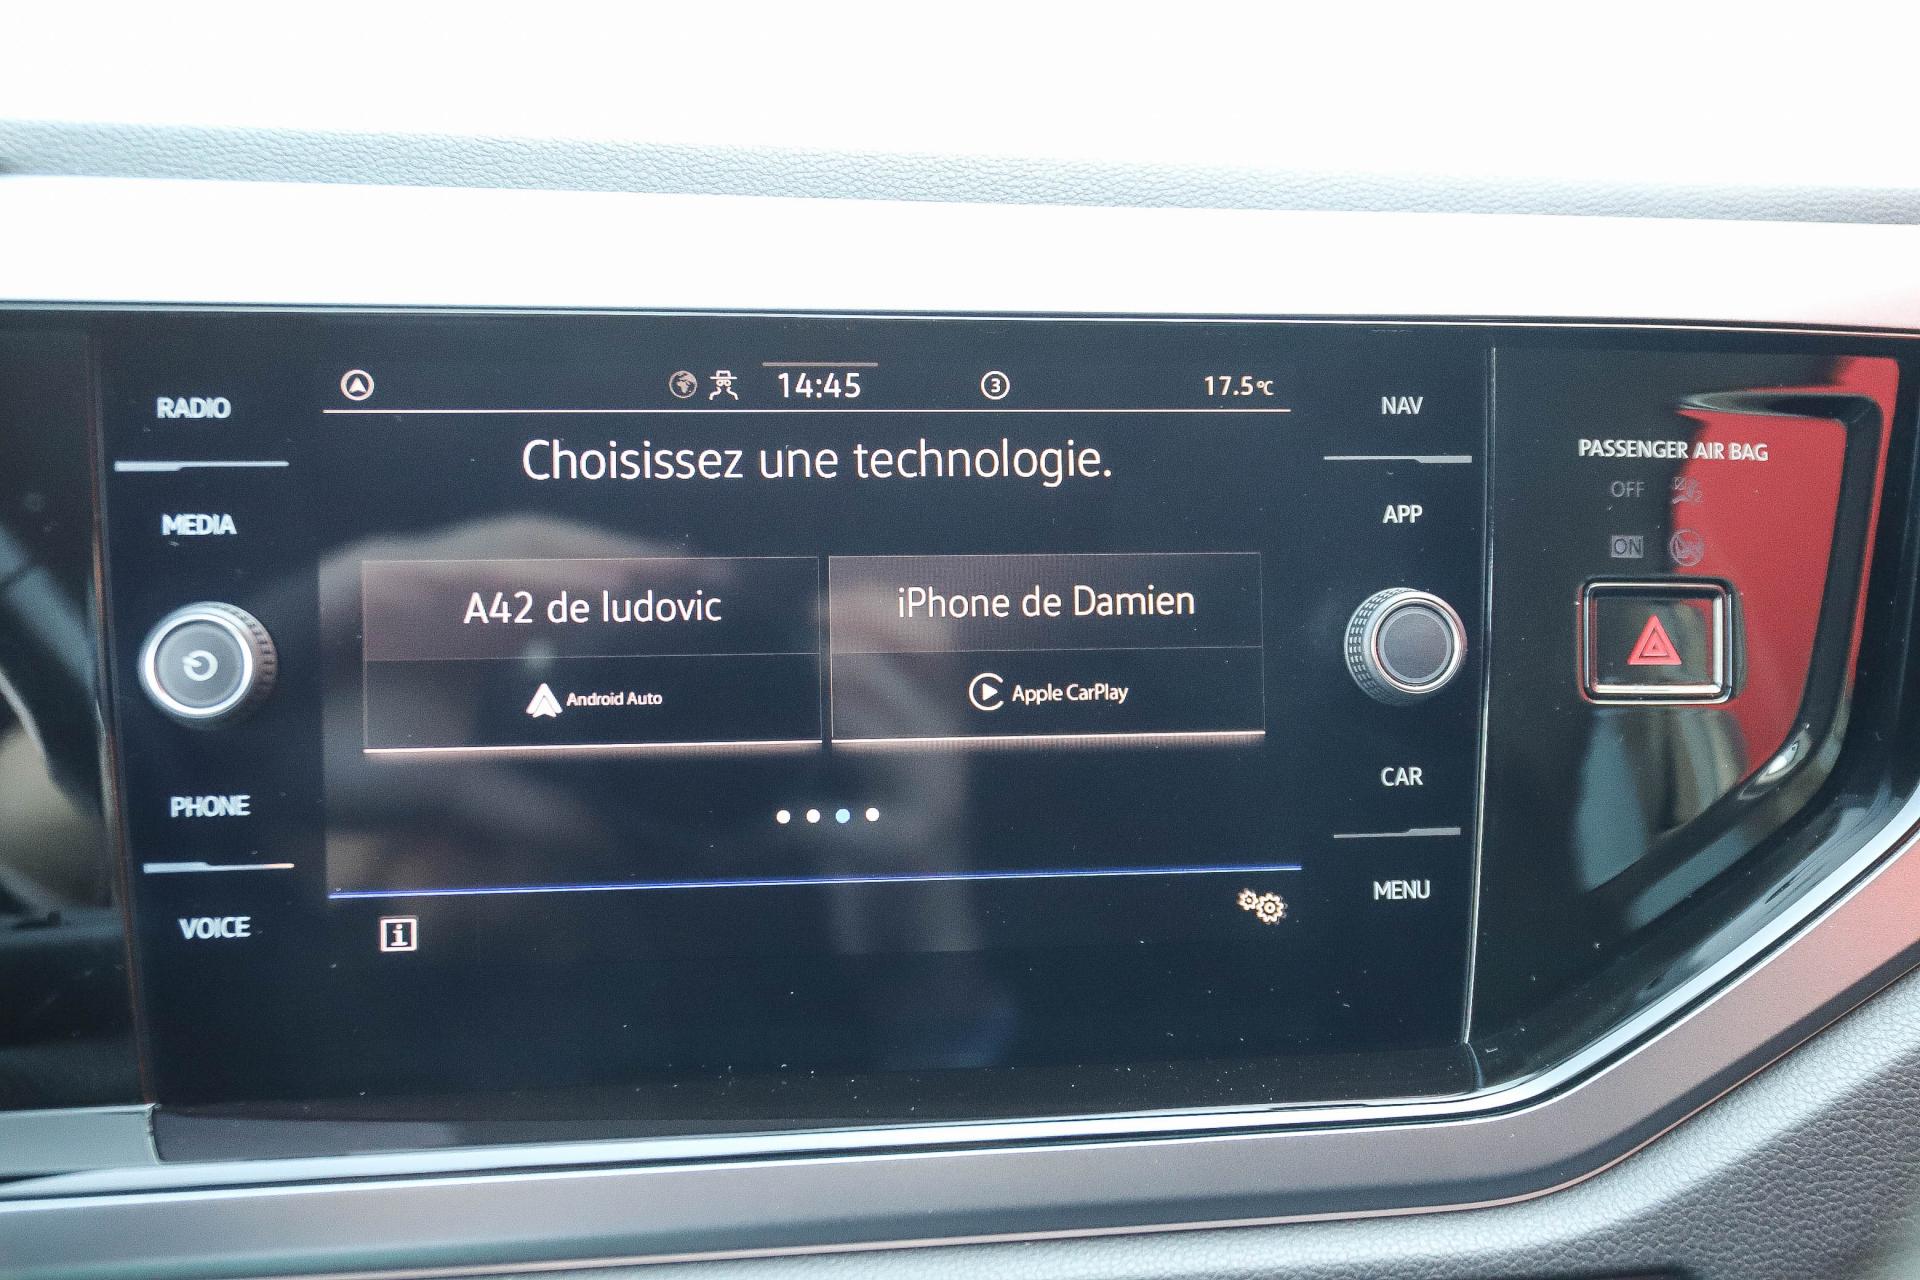 RADIO
MEDIA
PHONE
VOICE
14:45
3
17.5°C
Choisissez une technologie.
A42 de ludovic
Android Auto
iPhone de Damien
Apple CarPlay
i
NAV
APP
CAR
MENU
PASSENGER AIR BAG
OFF
ON